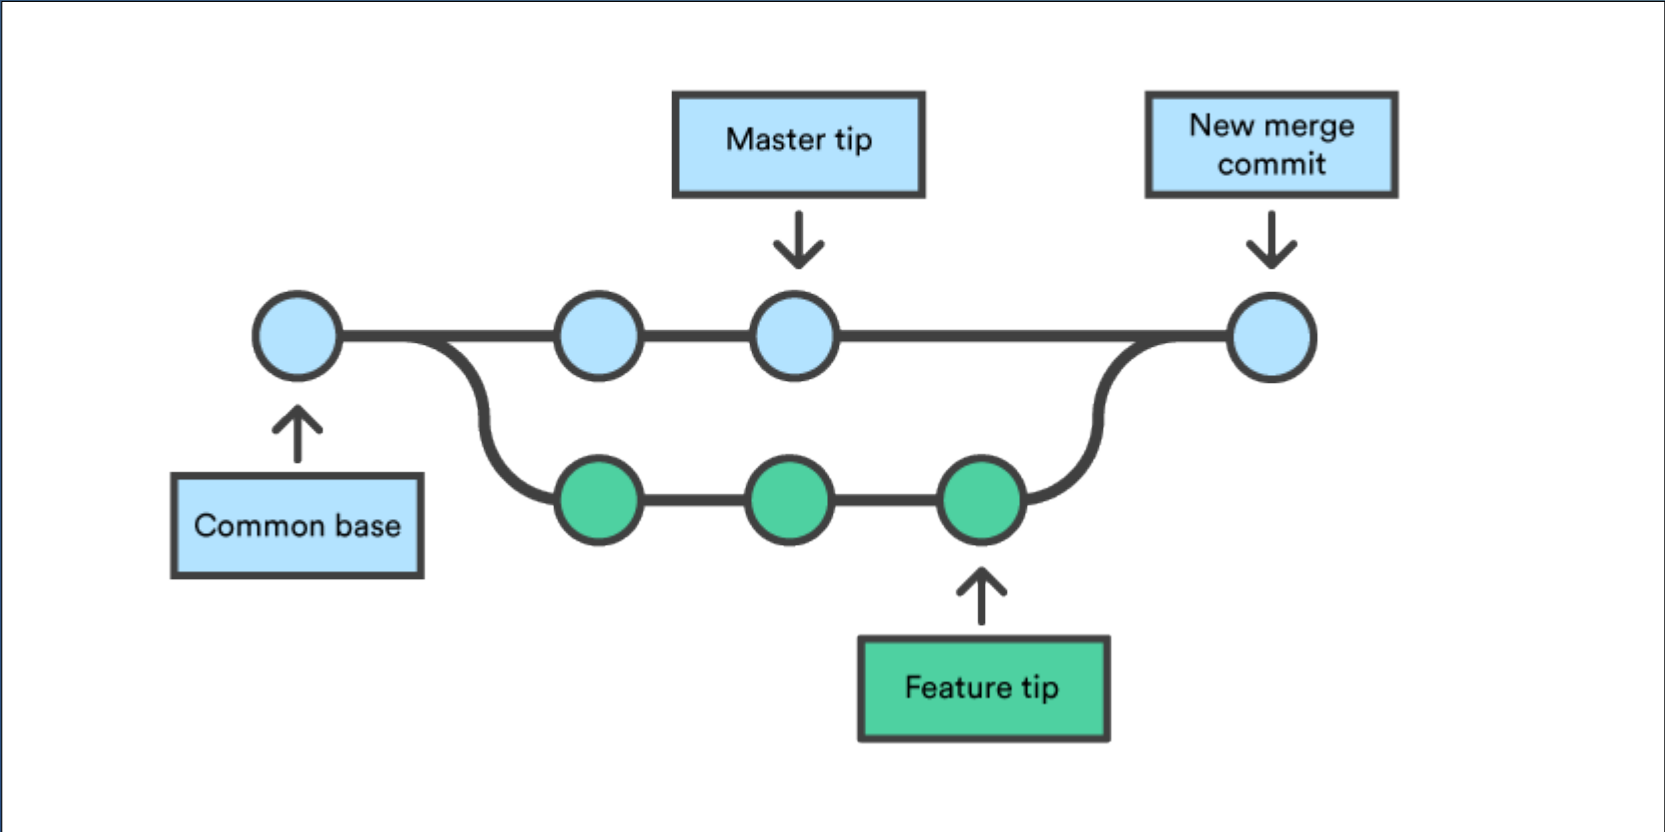 Master tip
New merge
commit
Common base
Feature tip